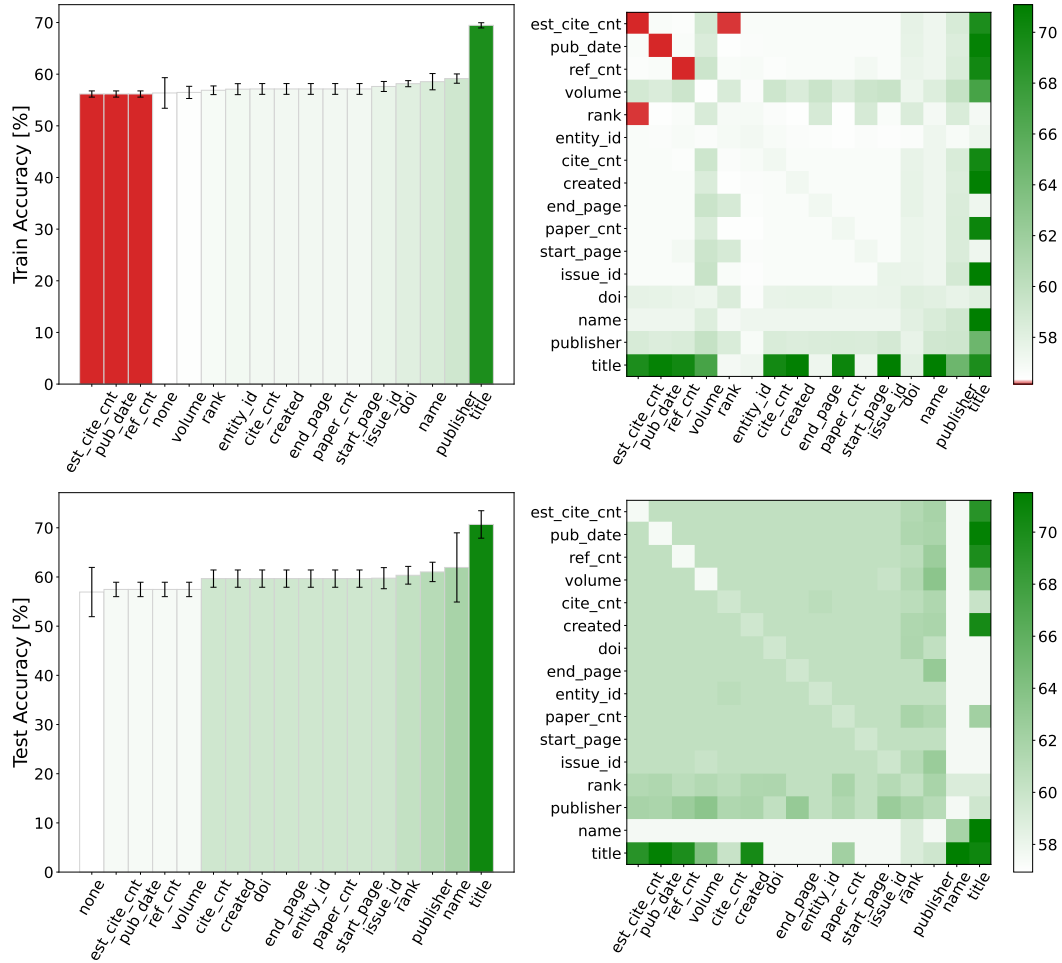 Train Accuracy [%]
70
60
50
40
30
20
10
0
est_cite_cnt
pub_date
ref_cnt
none
volume
rank
entity_id
cite_cnt
created
end_page
paper_cnt
start_page
issue_id
doi
name
publisher
title
est_cite_cnt
pub_date
ref_cnt
volume
rank
entity_id
cite_cnt
created
end_page
paper_cnt
start_page
issue_id
doi
name
publisher
title
est_cite_cnt
pub_date
ref_cnt
volume
rank
entity_id
cite_cnt
created
end_page
paper_cnt
start_page
issue_id
doi
name
publisher
title
70
68
66
64
62
60
58
Test Accuracy [%]
70
60
50
40
30
20
10
0
none
est_cite_cnt
pub_date
ref_cnt
volume
cite_cnt
created
doi
end_page
entity_id
paper_cnt
start_page
issue_id
rank
publisher
name
title
est_cite_cnt
pub_date
ref_cnt
volume
cite_cnt
created
doi
end_page
entity_id
paper_cnt
start_page
issue_id
rank
publisher
name
title
est_cite_cnt
pub_date
ref_cnt
volume
cite_cnt
created
doi
end_page
entity_id
paper_cnt
start_page
issue_id
rank
publisher
name
title
70
68
66
64
62
60
58